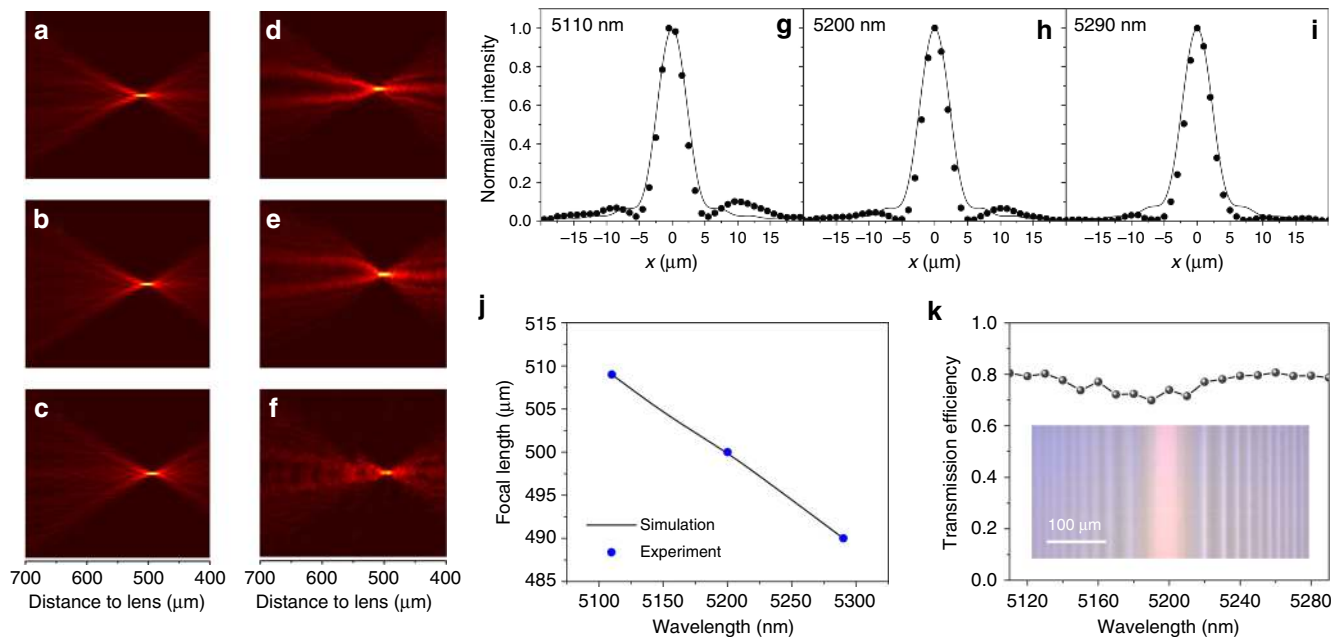 a
d
b
e
c
f
700 600 500 400
Distance to lens (μm)
700 600 500 400
Distance to lens (μm)
5110 nm
g
5200 nm
h
5290 nm
i
Normalized intensity
1.0
0.8
0.6
0.4
0.2
0.0
−15 −10 −5 0 5 10 15
−15 −10 −5 0 5 10 15
−15 −10 −5 0 5 10 15
x (μm)
x (μm)
x (μm)
j
Focal length (μm)
515
510
505
500
495
490
485
Simulation
Experiment
5100 5150 5200 5250 5300
Wavelength (nm)
k
Transmission efficiency
1.0
0.8
0.6
0.4
0.2
0.0
100 μm
5120 5160 5200 5240 5280
Wavelength (nm)